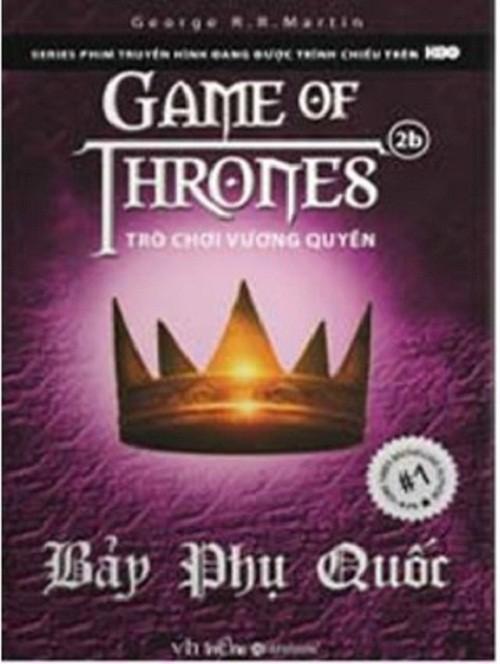 George R.R.Martin
SERIES PHIM TRUYỀN HÌNH ĐANG ĐƯỢC TRÌNH CHIẾU TRÊN HBO
GAME OF
THRONES
2b
TRÒ CHƠI VƯƠNG QUYỀN
#1
Bảy Phụ Quốc